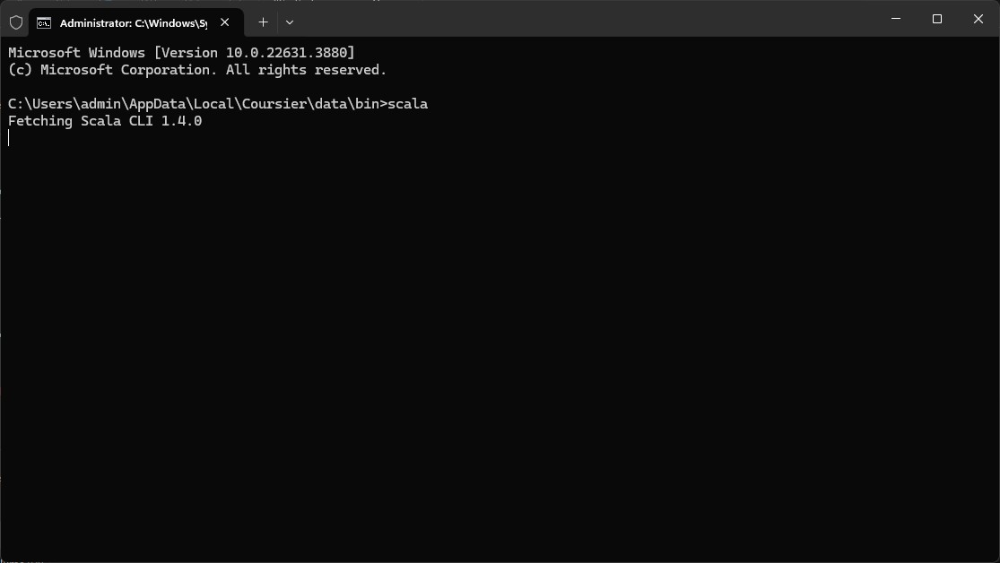 Administrator: C:\Windows\Sy
Microsoft Windows [Version 10.0.22631.3880]
(c) Microsoft Corporation. All rights reserved.
C:\Users\admin\AppData\Local\Coursier\data\bin>scala
Fetching Scala CLI 1.4.0